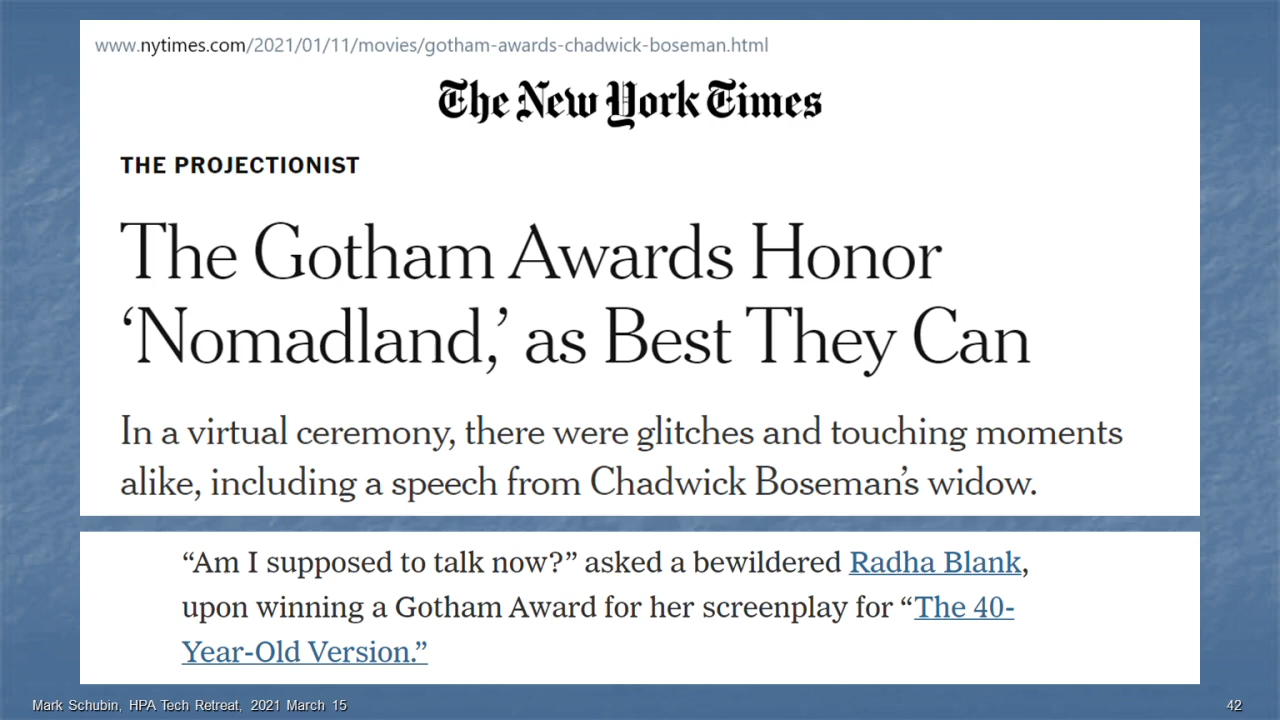 www.nytimes.com/2021/01/11/movies/gotham-awards-chadwick-boseman.html
The New York Times
THE PROJECTIONIST
The Gotham Awards Honor
‘Nomadland,’ as Best They Can
In a virtual ceremony, there were glitches and touching moments
alike, including a speech from Chadwick Boseman’s widow.
“Am I supposed to talk now?” asked a bewildered Radha Blank,
upon winning a Gotham Award for her screenplay for “The 40-
Year-Old Version.”
Mark Schubin, HPA Tech Retreat, 2021 March 15
42